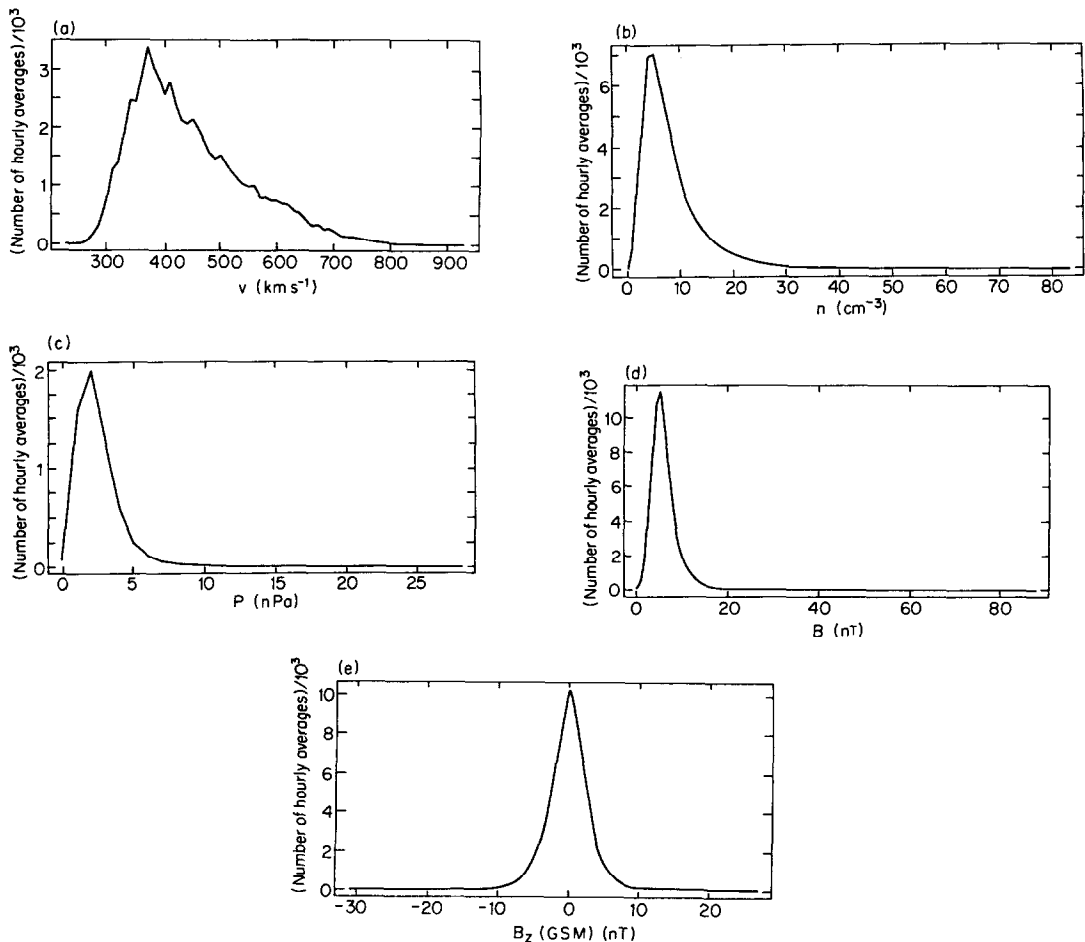 (a)
(Number of hourly averages)/10³
3
2
1
0
300 400 500 600 700 800 900
v (km s⁻¹)
(b)
(Number of hourly averages)/10³
6
4
2
0
0 10 20 30 40 50 60 70 80
n (cm⁻³)
(c)
(Number of hourly averages)/10³
2
1
0
0 5 10 15 20 25
P (nPa)
(d)
(Number of hourly averages)/10³
10
8
6
4
2
0
0 20 40 60 80
B (nT)
(e)
(Number of hourly averages)/10³
10
8
6
4
2
0
-30 -20 -10 0 10 20
B_z (GSM) (nT)